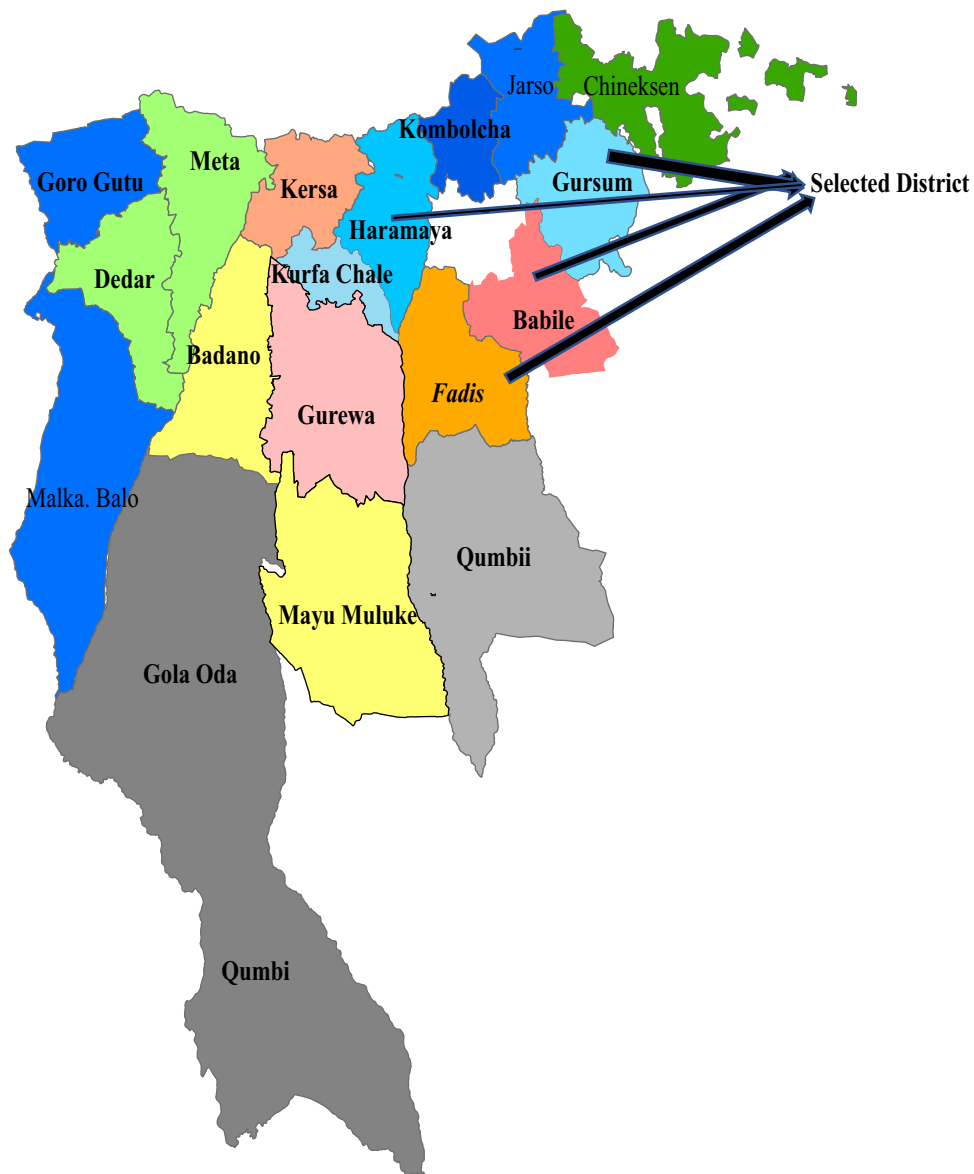 Jarso
Chineksen
Kombolcha
Meta
Goro Gutu
Kersa
Gursum
Selected District
Haramaya
Kurfa Chale
Dedar
Babile
Badano
Fadis
Gurewa
Malka. Balo
Qumbii
Mayu Muluke
Gola Oda
Qumbi